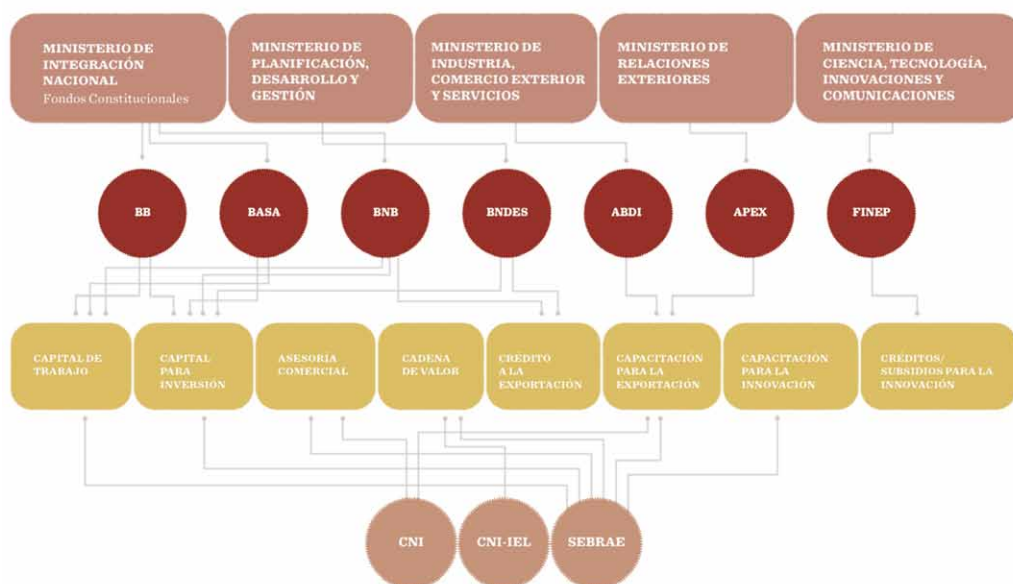 MINISTERIO DE
INTEGRACIÓN
NACIONAL
Fondos Constitucionales
MINISTERIO DE
PLANIFICACIÓN,
DESARROLLO Y
GESTIÓN
MINISTERIO DE
INDUSTRIA,
COMERCIO EXTERIOR
Y SERVICIOS
MINISTERIO DE
RELACIONES
EXTERIORES
MINISTERIO DE
CIENCIA, TECNOLOGÍA,
INNOVACIONES Y
COMUNICACIONES
BB
BASA
BNB
BNDES
ABDI
APEX
FINEP
CAPITAL DE
TRABAJO
CAPITAL
PARA
INVERSIÓN
ASESORÍA
COMERCIAL
CADENA
DE VALOR
CRÉDITO
A LA
EXPORTACIÓN
CAPACITACIÓN
PARA LA
EXPORTACIÓN
CAPACITACIÓN
PARA LA
INNOVACIÓN
CRÉDITOS/
SUBSIDIOS PARA LA
INNOVACIÓN
CNI
CNI-IEL
SEBRAE